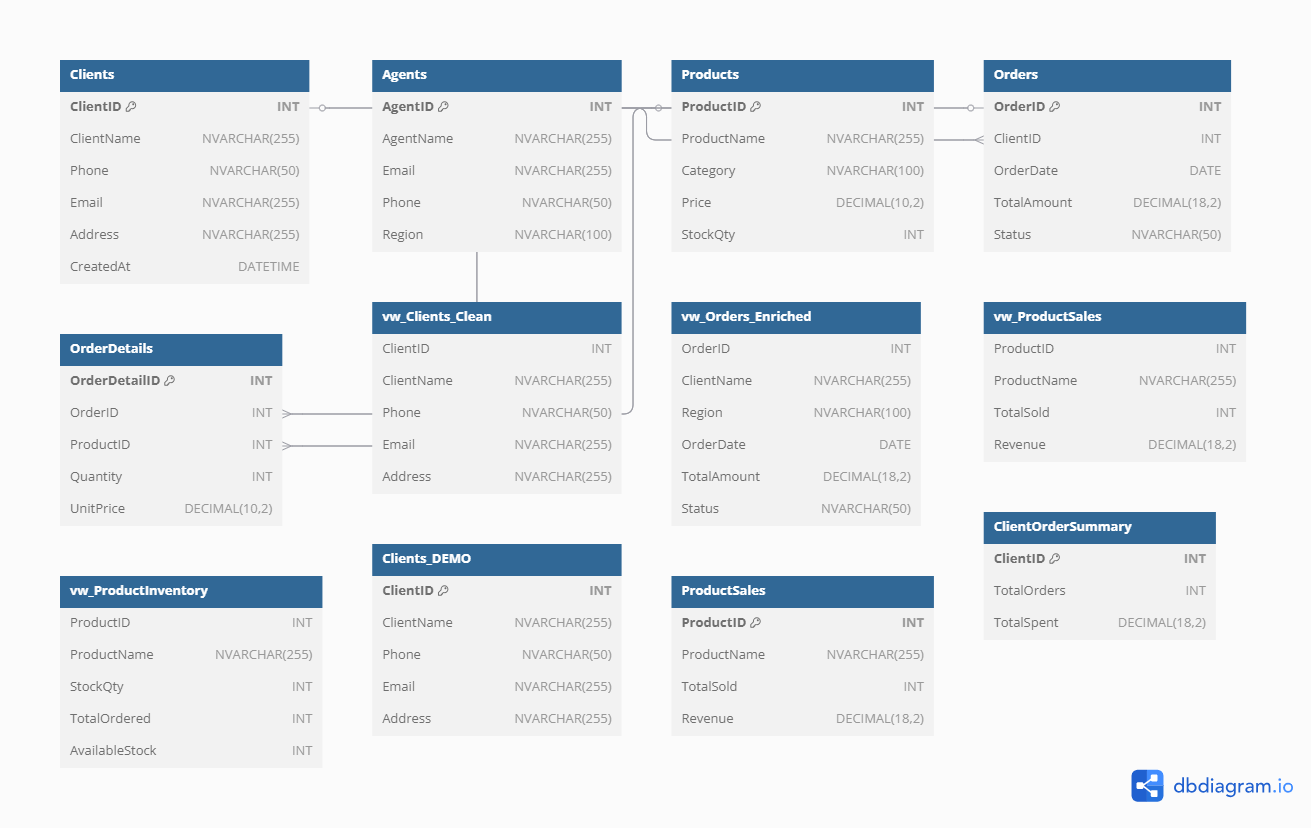 Clients
ClientID INT
ClientName NVARCHAR(255)
Phone NVARCHAR(50)
Email NVARCHAR(255)
Address NVARCHAR(255)
CreatedAt DATETIME
Agents
AgentID INT
AgentName NVARCHAR(255)
Email NVARCHAR(255)
Phone NVARCHAR(50)
Region NVARCHAR(100)
Products
ProductID INT
ProductName NVARCHAR(255)
Category NVARCHAR(100)
Price DECIMAL(10,2)
StockQty INT
Orders
OrderID INT
ClientID INT
OrderDate DATE
TotalAmount DECIMAL(18,2)
Status NVARCHAR(50)
OrderDetails
OrderDetailID INT
OrderID INT
ProductID INT
Quantity INT
UnitPrice DECIMAL(10,2)
vw_Clients_Clean
ClientID INT
ClientName NVARCHAR(255)
Phone NVARCHAR(50)
Email NVARCHAR(255)
Address NVARCHAR(255)
vw_Orders_Enriched
OrderID INT
ClientName NVARCHAR(255)
Region NVARCHAR(100)
OrderDate DATE
TotalAmount DECIMAL(18,2)
Status NVARCHAR(50)
vw_ProductSales
ProductID INT
ProductName NVARCHAR(255)
TotalSold INT
Revenue DECIMAL(18,2)
vw_ProductInventory
ProductID INT
ProductName NVARCHAR(255)
StockQty INT
TotalOrdered INT
AvailableStock INT
Clients_DEMO
ClientID INT
ClientName NVARCHAR(255)
Phone NVARCHAR(50)
Email NVARCHAR(255)
Address NVARCHAR(255)
ProductSales
ProductID INT
ProductName NVARCHAR(255)
TotalSold INT
Revenue DECIMAL(18,2)
ClientOrderSummary
ClientID INT
TotalOrders INT
TotalSpent DECIMAL(18,2)
dbdiagram.io